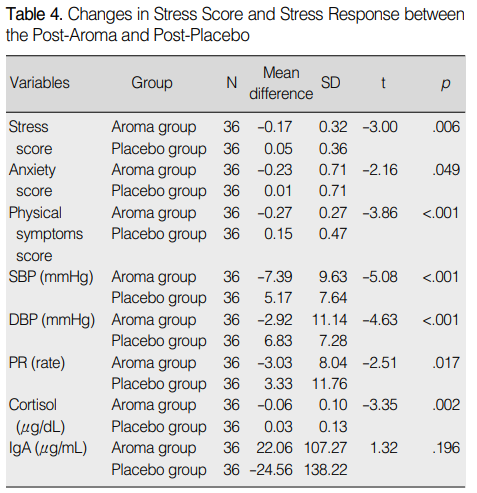 Table 4. Changes in Stress Score and Stress Response between
the Post-Aroma and Post-Placebo
Variables Group N Mean difference SD t p
Stress Aroma group 36 –0.17 0.32 –3.00 .006
score Placebo group 36 0.05 0.36
Anxiety Aroma group 36 –0.23 0.71 –2.16 .049
score Placebo group 36 0.01 0.71
Physical Aroma group 36 –0.27 0.27 –3.86 <.001
symptoms Placebo group 36 0.15 0.47
score
SBP (mmHg) Aroma group 36 –7.39 9.63 –5.08 <.001
Placebo group 36 5.17 7.64
DBP (mmHg) Aroma group 36 –2.92 11.14 –4.63 <.001
Placebo group 36 6.83 7.28
PR (rate) Aroma group 36 –3.03 8.04 –2.51 .017
Placebo group 36 3.33 11.76
Cortisol Aroma group 36 –0.06 0.10 –3.35 .002
(μg/dL) Placebo group 36 0.03 0.13
IgA (μg/mL) Aroma group 36 22.06 107.27 1.32 .196
Placebo group 36 –24.56 138.22